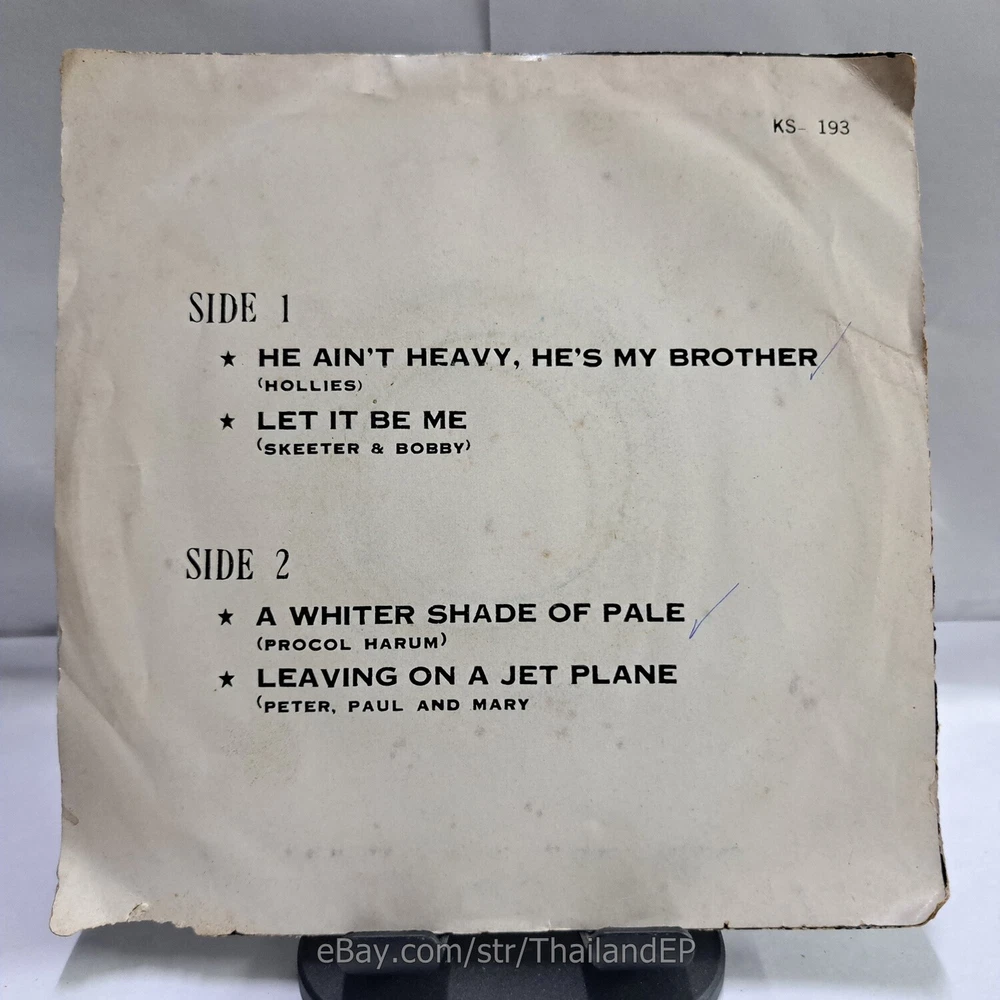 KS- 193
SIDE 1
★ HE AIN'T HEAVY, HE'S MY BROTHER
(HOLLIES)
★ LET IT BE ME
(SKEETER & BOBBY)
SIDE 2
★ A WHITER SHADE OF PALE
(PROCOL HARUM)
★ LEAVING ON A JET PLANE
(PETER, PAUL AND MARY
eBay.com/str/ThailandEP